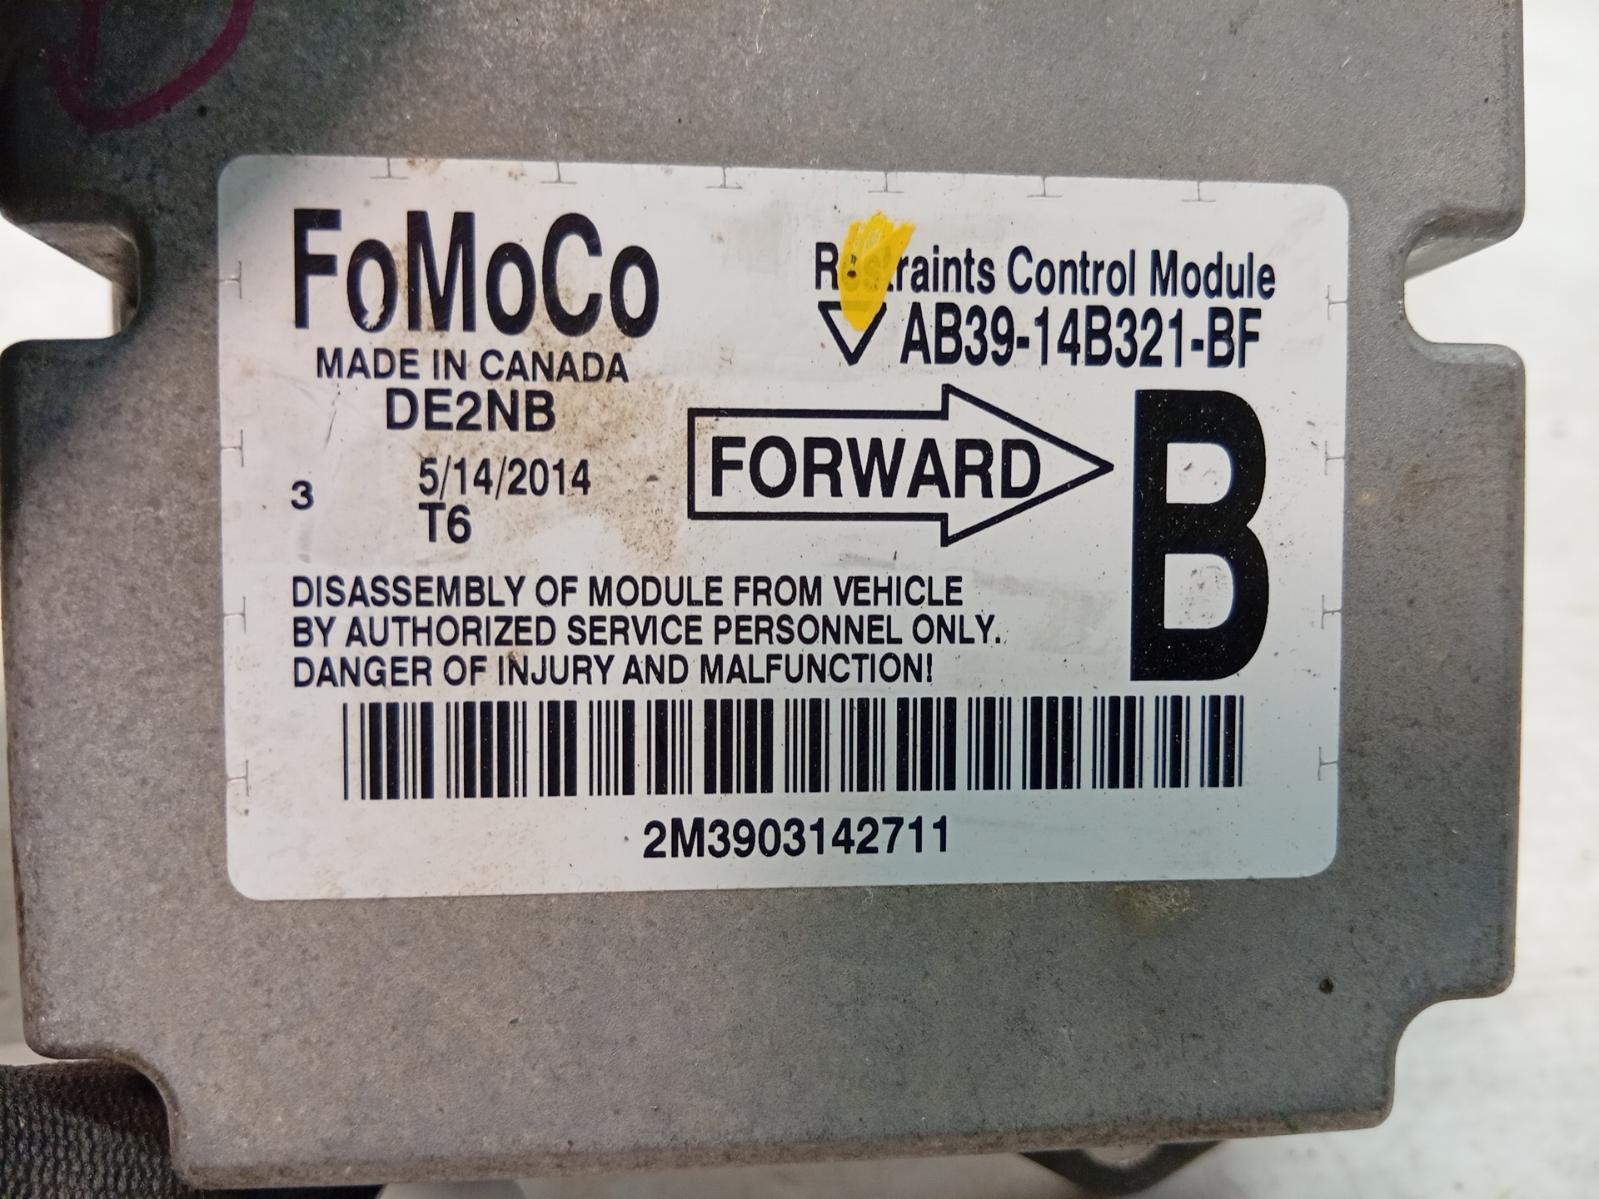 FoMoCo
MADE IN CANADA
DE2NB
5/14/2014
3
T6
Restraints Control Module
AB39-14B321-BF
FORWARD
B
DISASSEMBLY OF MODULE FROM VEHICLE
BY AUTHORIZED SERVICE PERSONNEL ONLY.
DANGER OF INJURY AND MALFUNCTION!
2M3903142711